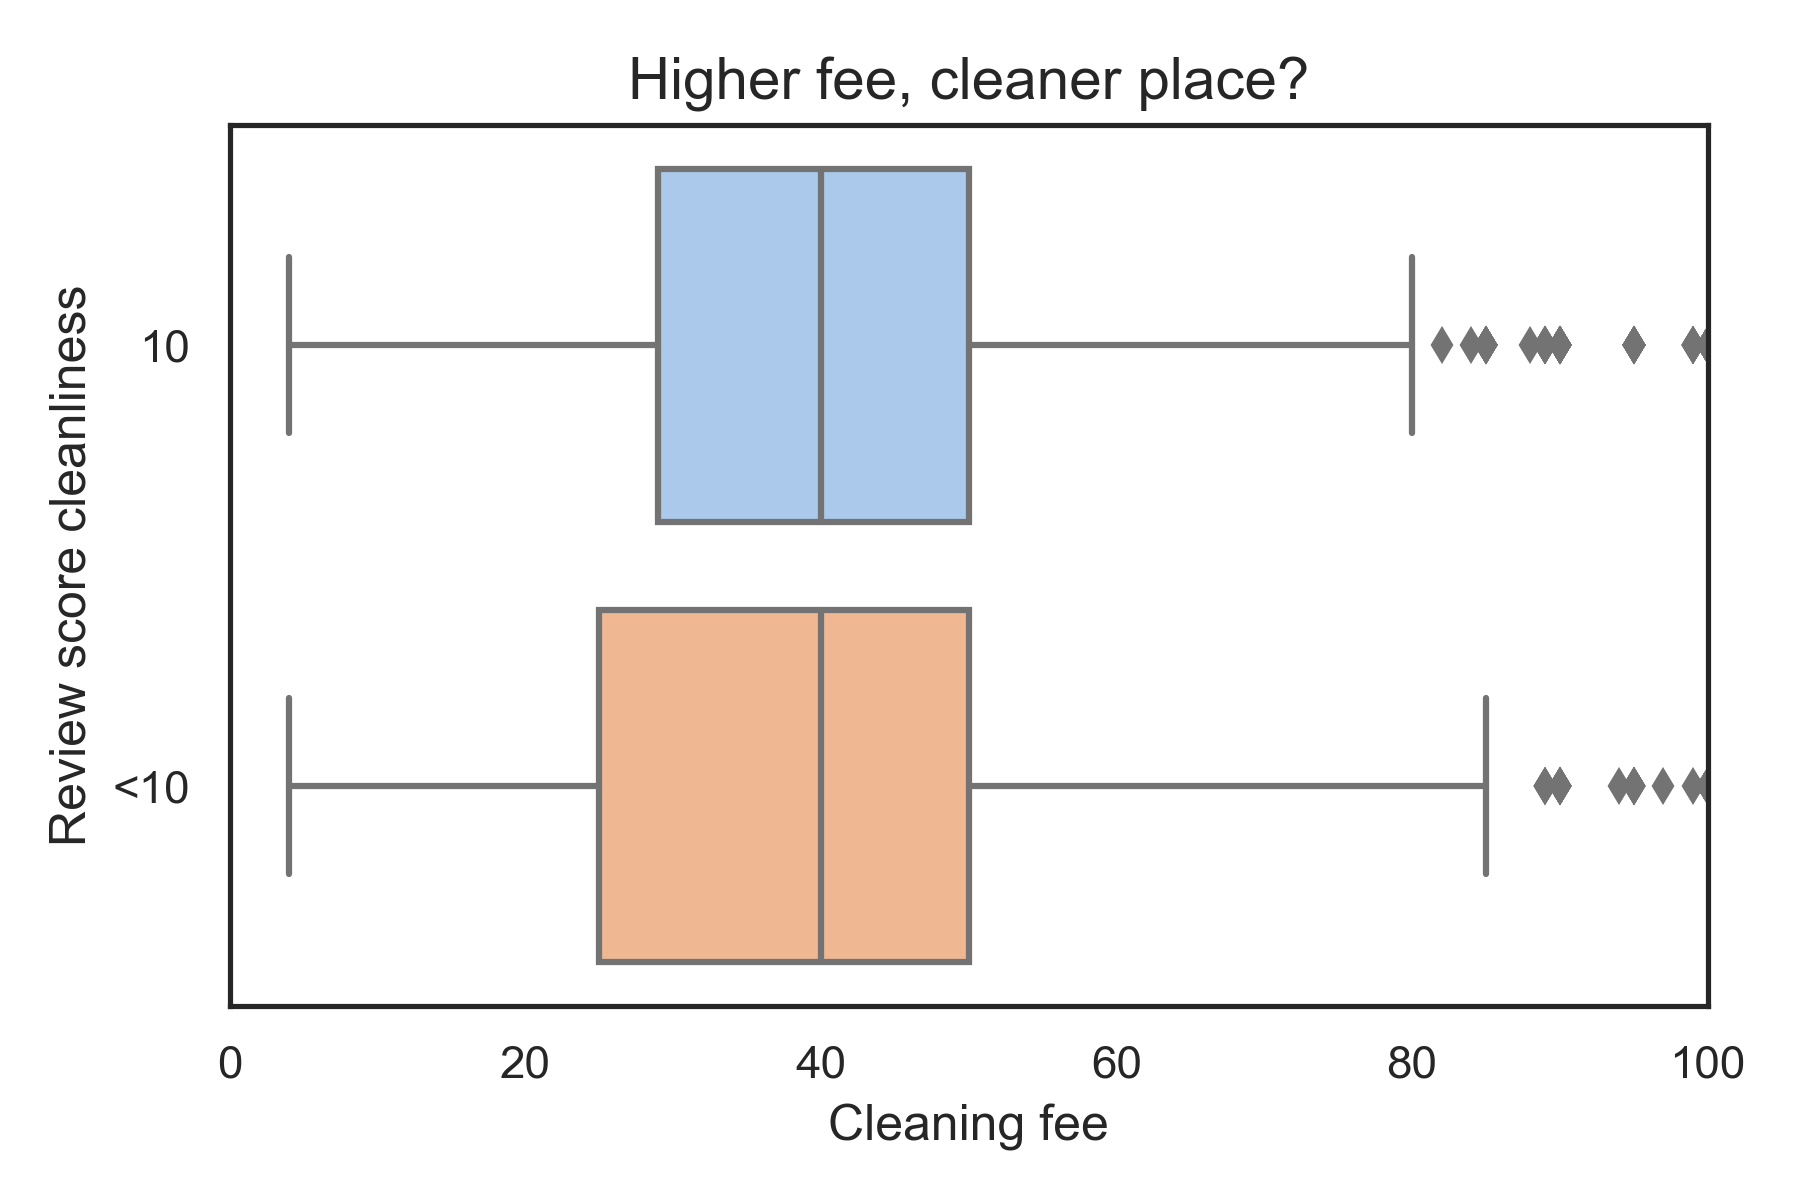 Higher fee, cleaner place?
Review score cleanliness
10
<10
0 20 40 60 80 100
Cleaning fee